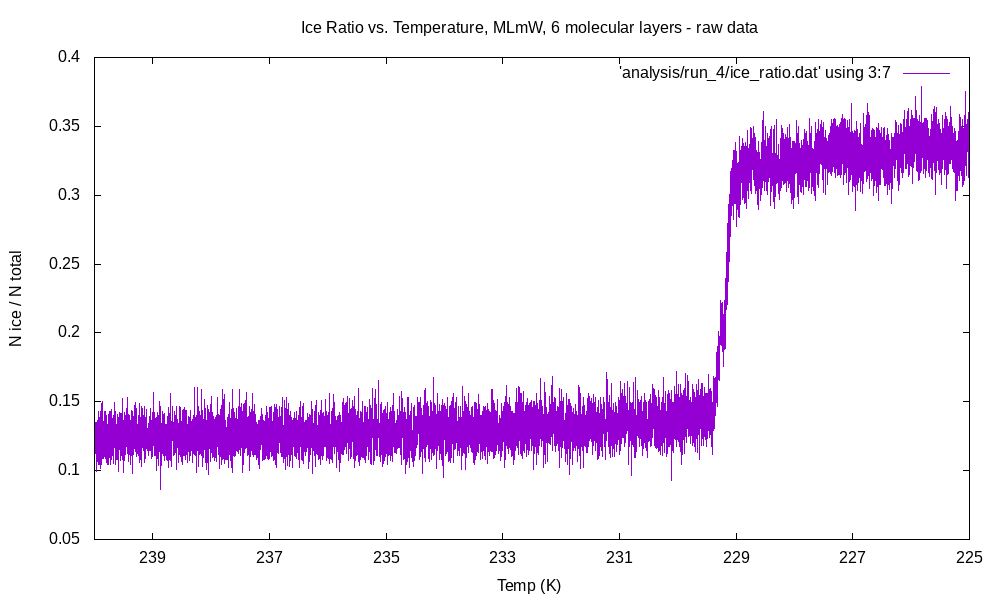 Ice Ratio vs. Temperature, MLmW, 6 molecular layers - raw data
'analysis/run_4/ice_ratio.dat' using 3:7
N ice / N total
0.4
0.35
0.3
0.25
0.2
0.15
0.1
0.05
239 237 235 233 231 229 227 225
Temp (K)